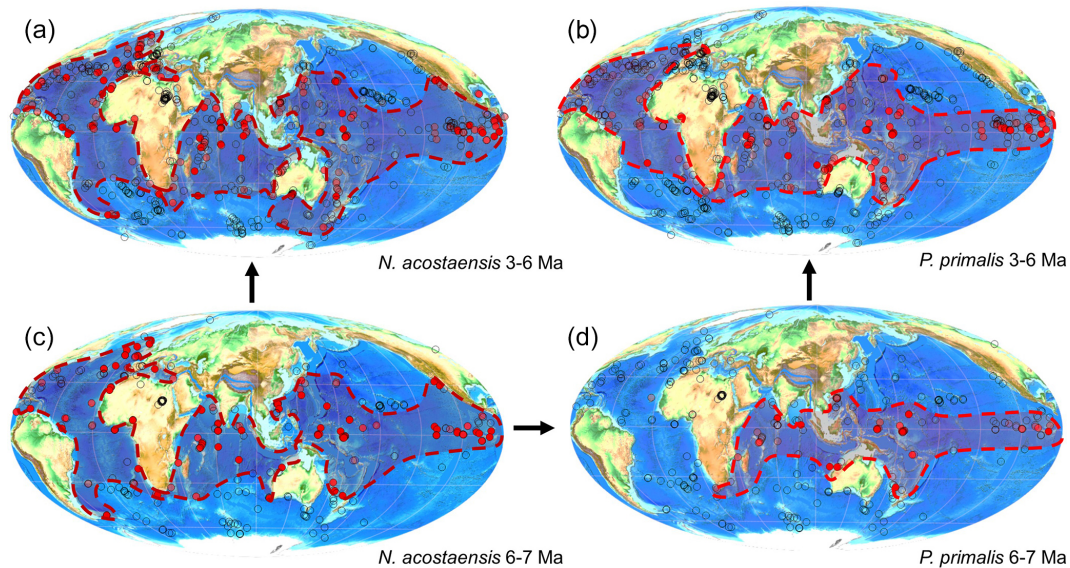 (a)
(b)
N. acostaensis 3-6 Ma
P. primalis 3-6 Ma
(c)
(d)
N. acostaensis 6-7 Ma
P. primalis 6-7 Ma